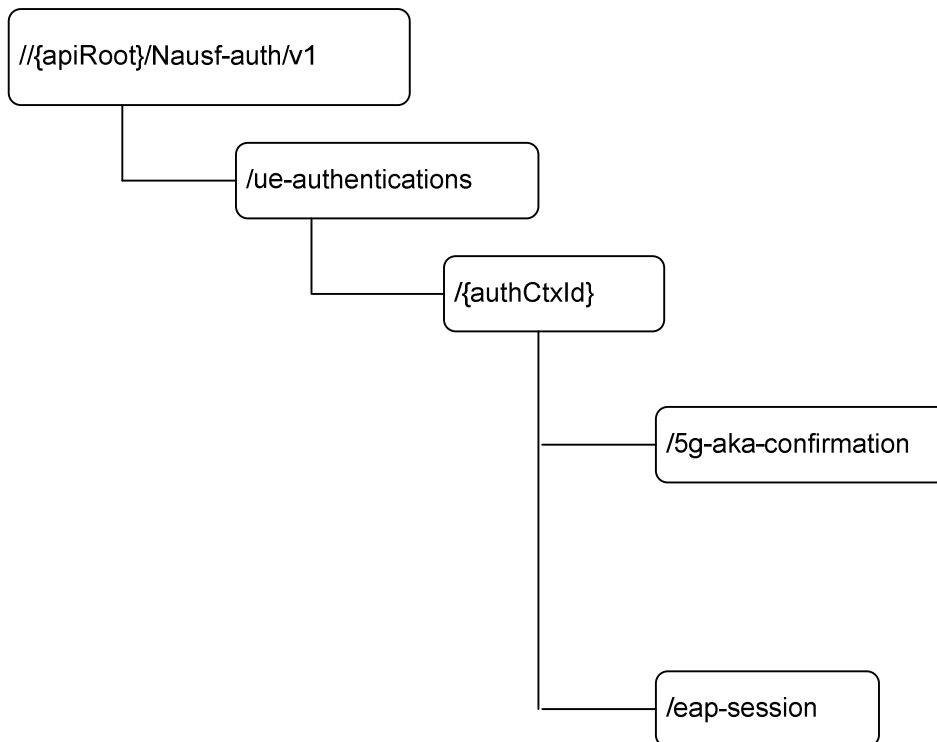 //{apiRoot}/Nausf-auth/v1
/ue-authentications
/{authCtxId}
/5g-aka-confirmation
/eap-session